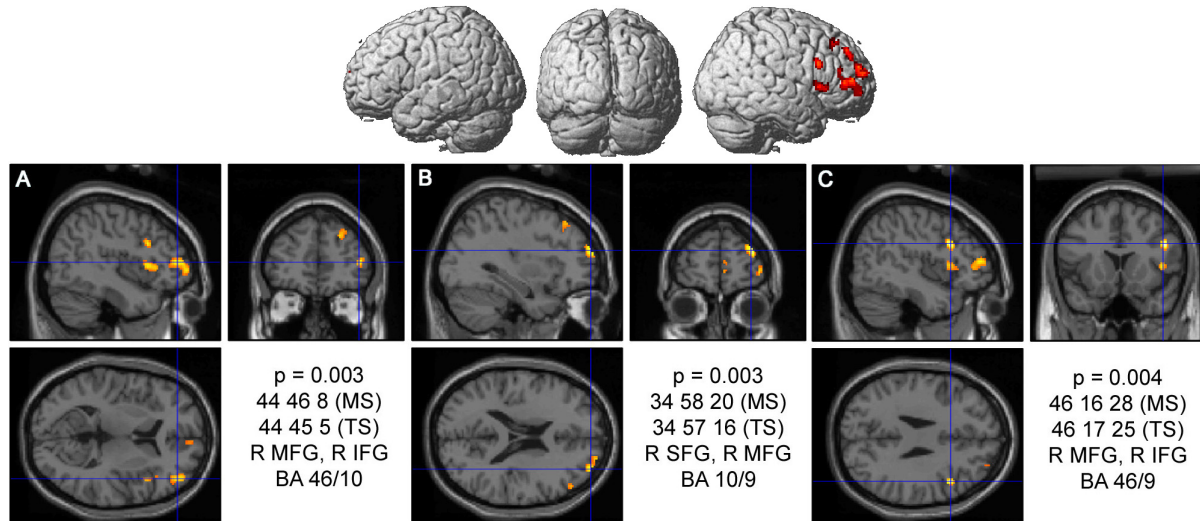 A
p = 0.003
44 46 8 (MS)
44 45 5 (TS)
R MFG, R IFG
BA 46/10
B
p = 0.003
34 58 20 (MS)
34 57 16 (TS)
R SFG, R MFG
BA 10/9
C
p = 0.004
46 16 28 (MS)
46 17 25 (TS)
R MFG, R IFG
BA 46/9